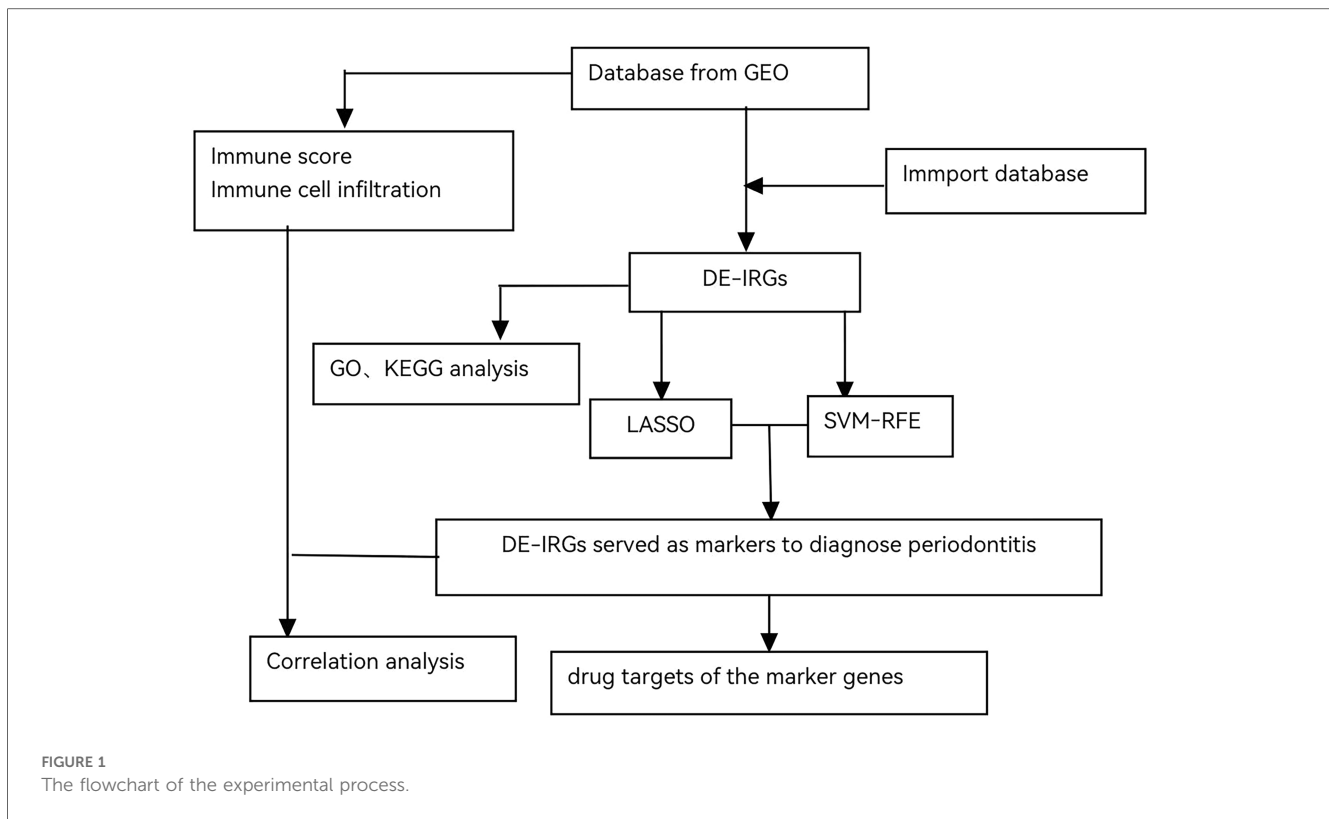 Database from GEO
Immune score
Immune cell infiltration
Immport database
DE-IRGs
GO、KEGG analysis
LASSO
SVM-RFE
DE-IRGs served as markers to diagnose periodontitis
Correlation analysis
drug targets of the marker genes
FIGURE 1
The flowchart of the experimental process.